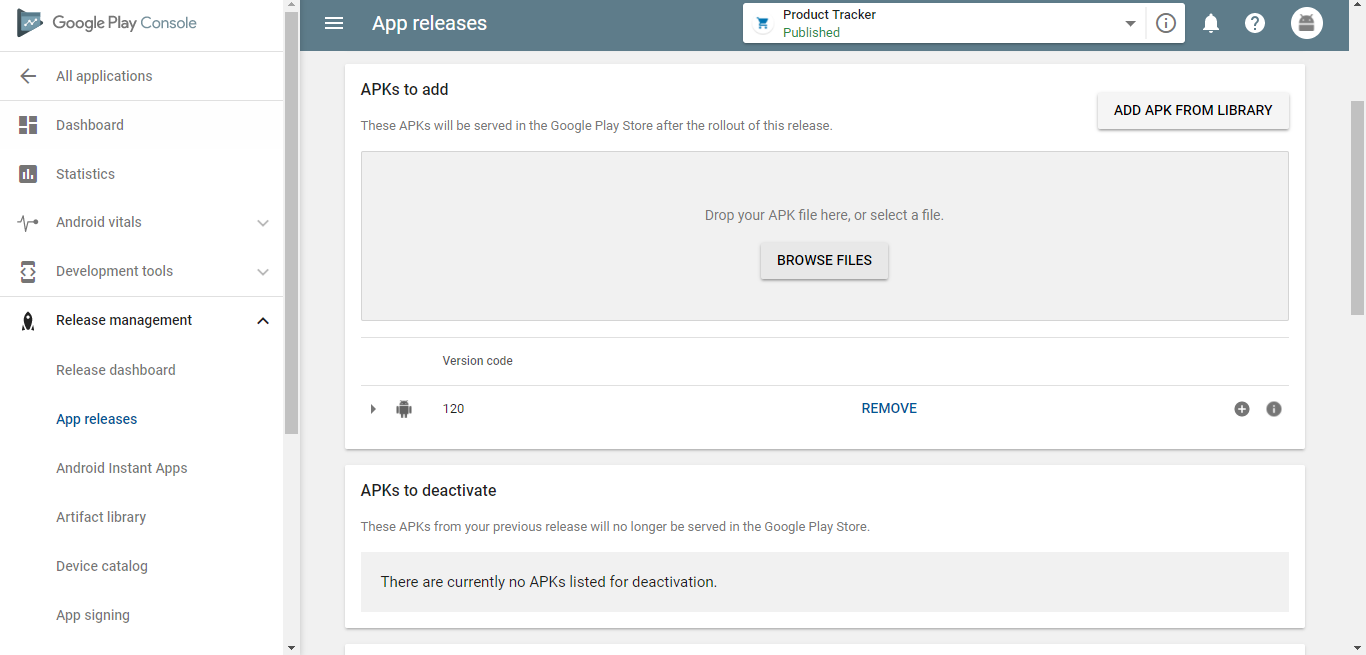 Google Play Console
All applications
Dashboard
Statistics
Android vitals
Development tools
Release management
Release dashboard
App releases
Android Instant Apps
Artifact library
Device catalog
App signing
App releases
Product Tracker
Published
APKs to add
ADD APK FROM LIBRARY
These APKs will be served in the Google Play Store after the rollout of this release.
Drop your APK file here, or select a file.
BROWSE FILES
Version code
120 REMOVE
APKs to deactivate
These APKs from your previous release will no longer be served in the Google Play Store.
There are currently no APKs listed for deactivation.